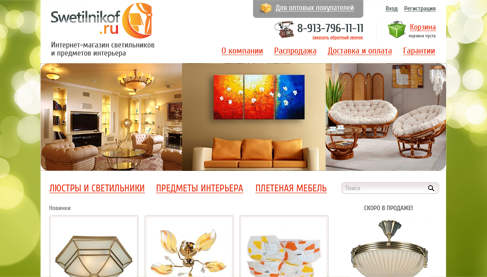 Для оптовых покупателей
Вход Регистрация
Swetilnikof
.ru
Интернет-магазин светильников
и предметов интерьера
8-913-796-11-11
заказать обратный звонок
Корзина
корзина пуста
О компании Распродажа Доставка и оплата Гарантии
ЛЮСТРЫ И СВЕТИЛЬНИКИ ПРЕДМЕТЫ ИНТЕРЬЕРА ПЛЕТЕНАЯ МЕБЕЛЬ
Поиск
Новинки
СКОРО В ПРОДАЖЕ!